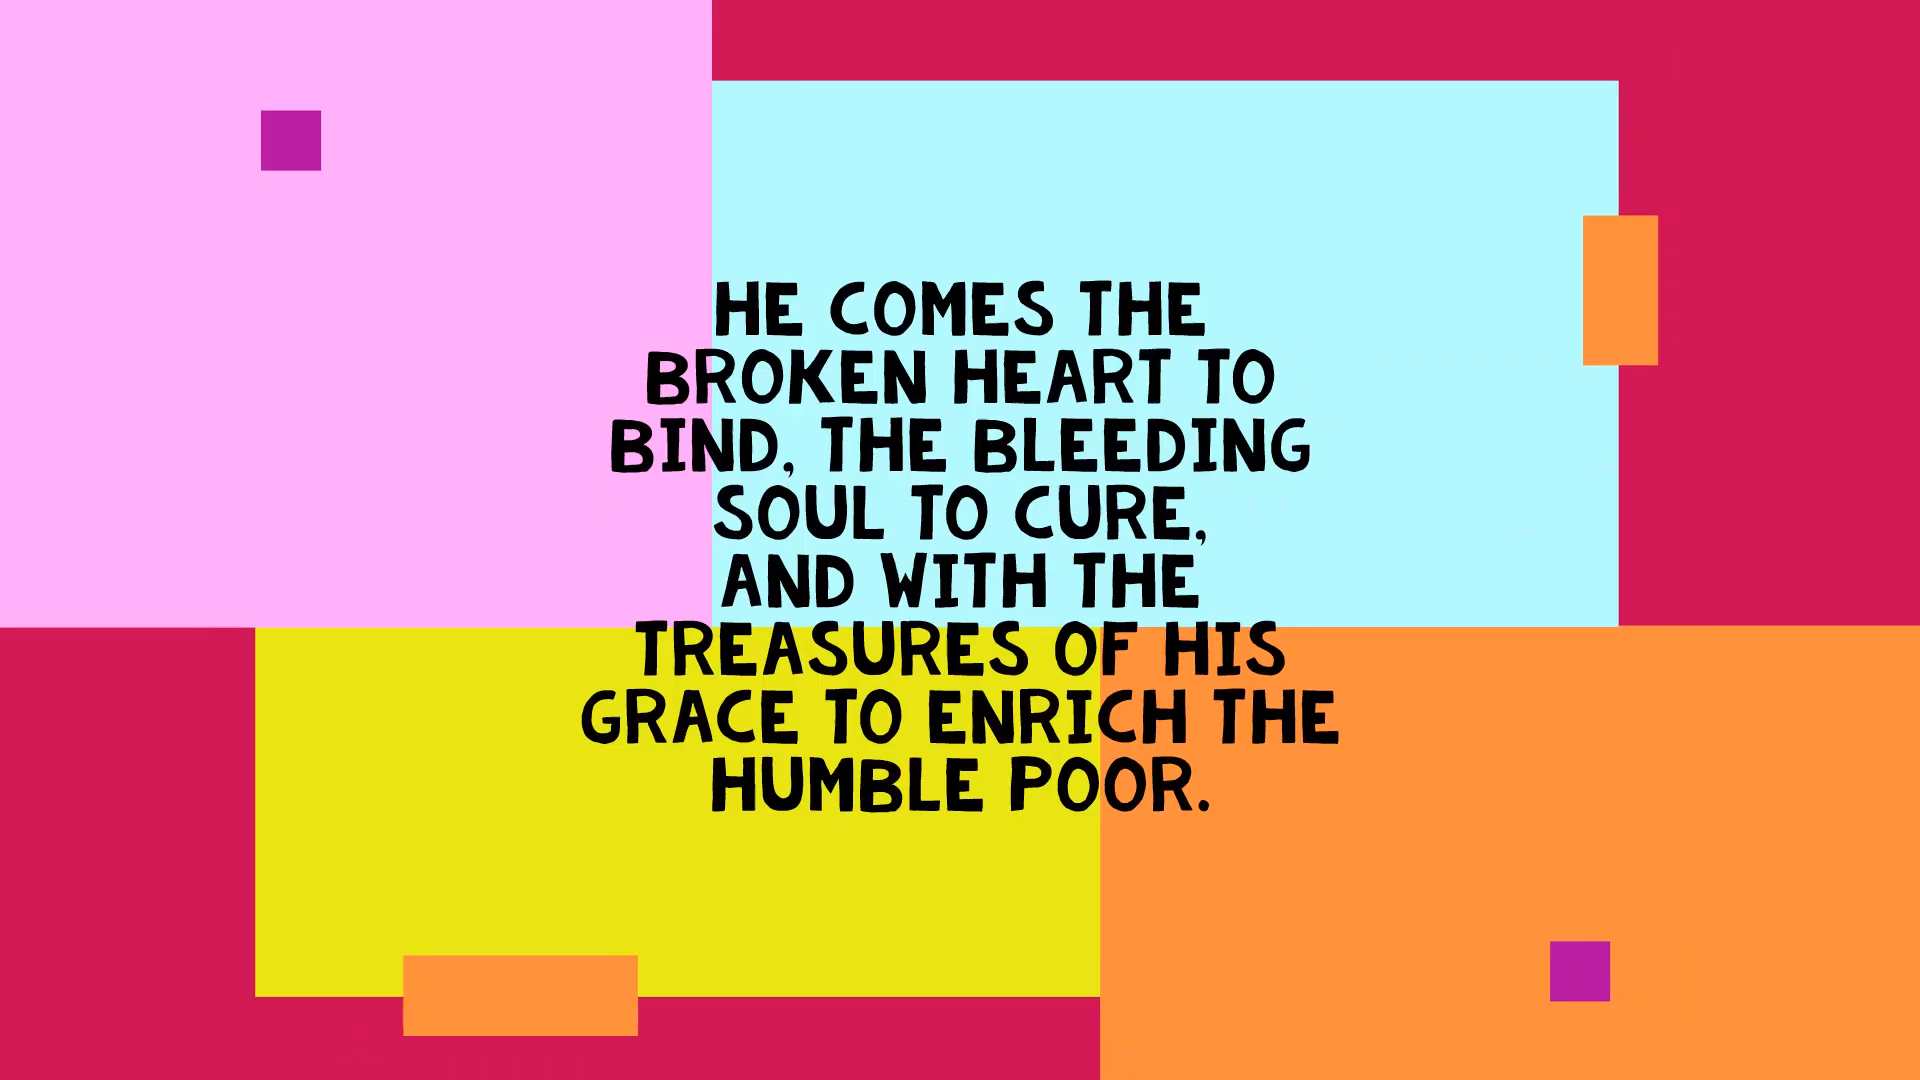 HE COMES THE
BROKEN HEART TO
BIND, THE BLEEDING
SOUL TO CURE,
AND WITH THE
TREASURES OF HIS
GRACE TO ENRICH THE
HUMBLE POOR.